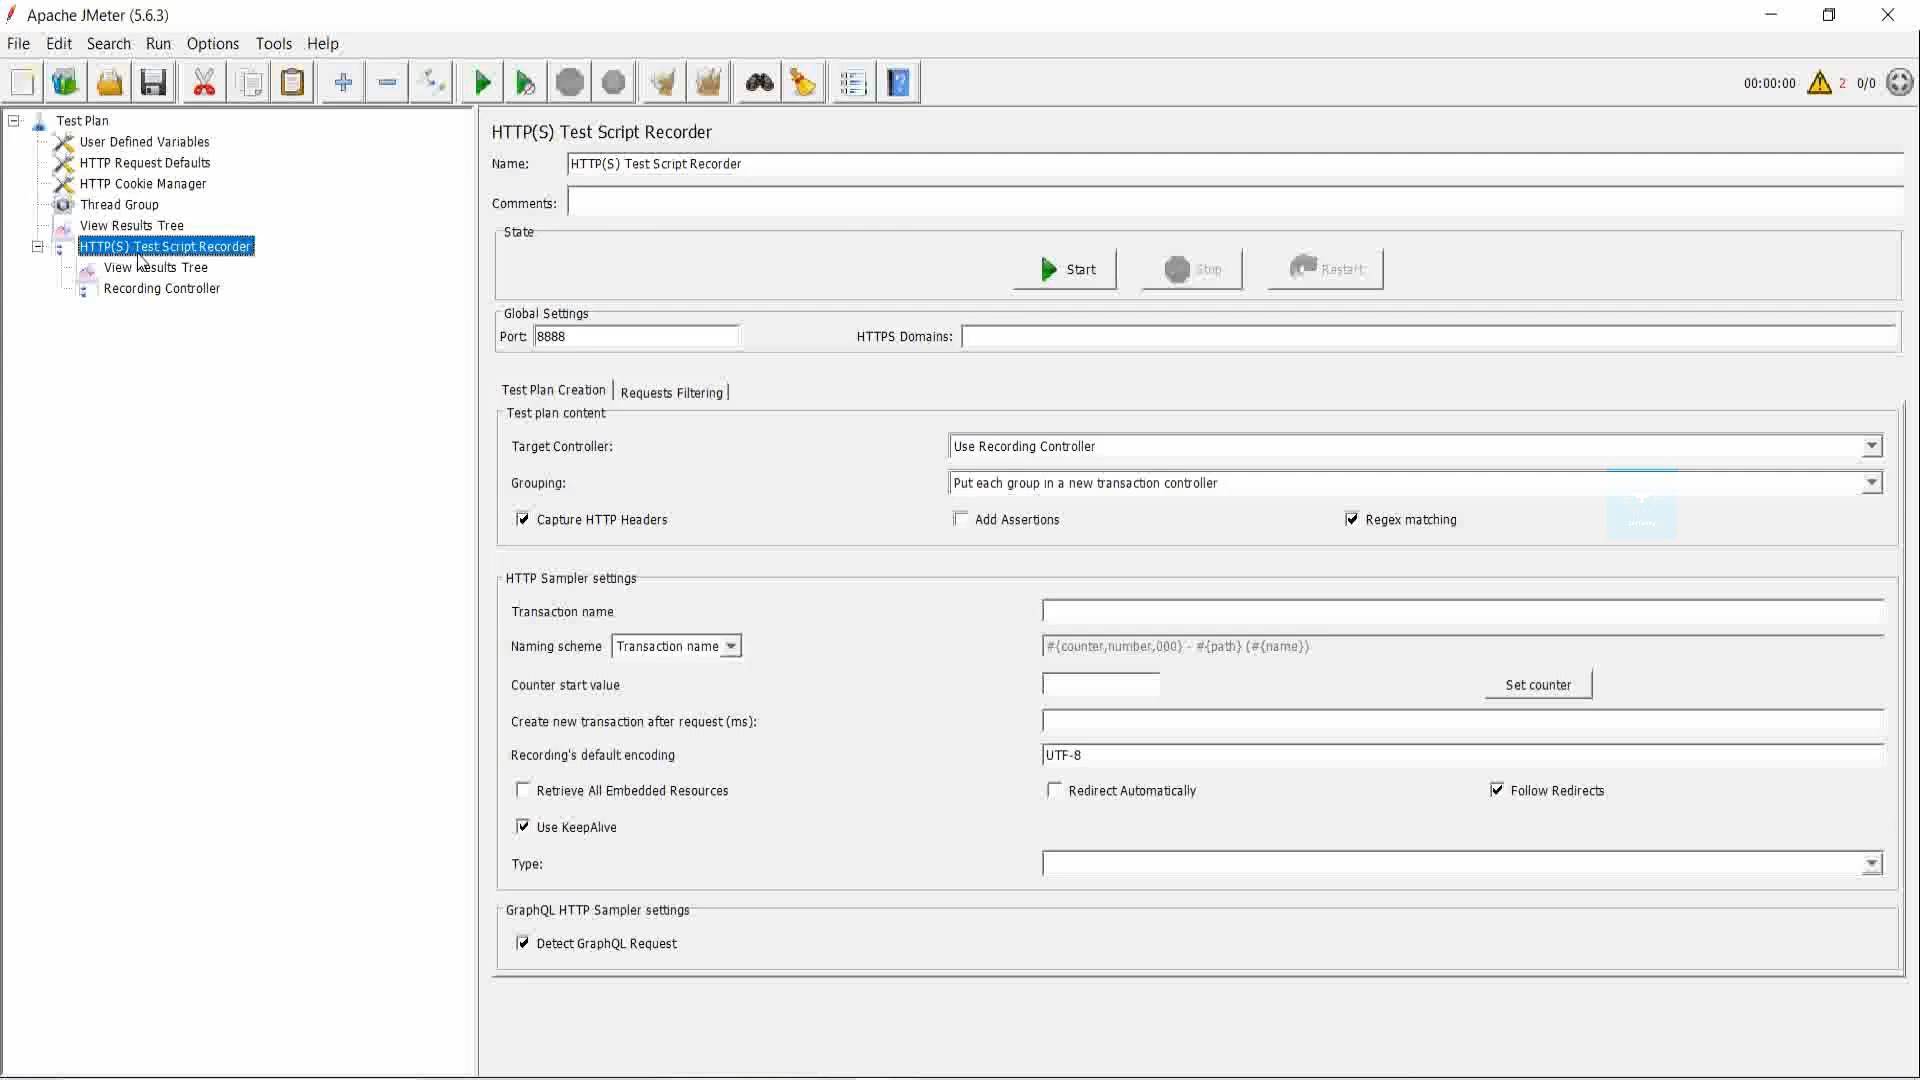 Apache JMeter (5.6.3)
File Edit Search Run Options Tools Help
00:00:00 2 0/0
Test Plan
User Defined Variables
HTTP Request Defaults
HTTP Cookie Manager
Thread Group
View Results Tree
HTTP(S) Test Script Recorder
View Results Tree
Recording Controller
HTTP(S) Test Script Recorder
Name: HTTP(S) Test Script Recorder
Comments:
State
Start Stop Restart
Global Settings
Port: 8888 HTTPS Domains:
Test Plan Creation Requests Filtering
Test plan content
Target Controller: Use Recording Controller
Grouping: Put each group in a new transaction controller
Capture HTTP Headers Add Assertions Regex matching
HTTP Sampler settings
Transaction name
Naming scheme Transaction name #{counter,number,000} - #{path} (#{name})
Counter start value Set counter
Create new transaction after request (ms):
Recording's default encoding UTF-8
Retrieve All Embedded Resources Redirect Automatically Follow Redirects
Use KeepAlive
Type:
GraphQL HTTP Sampler settings
Detect GraphQL Request